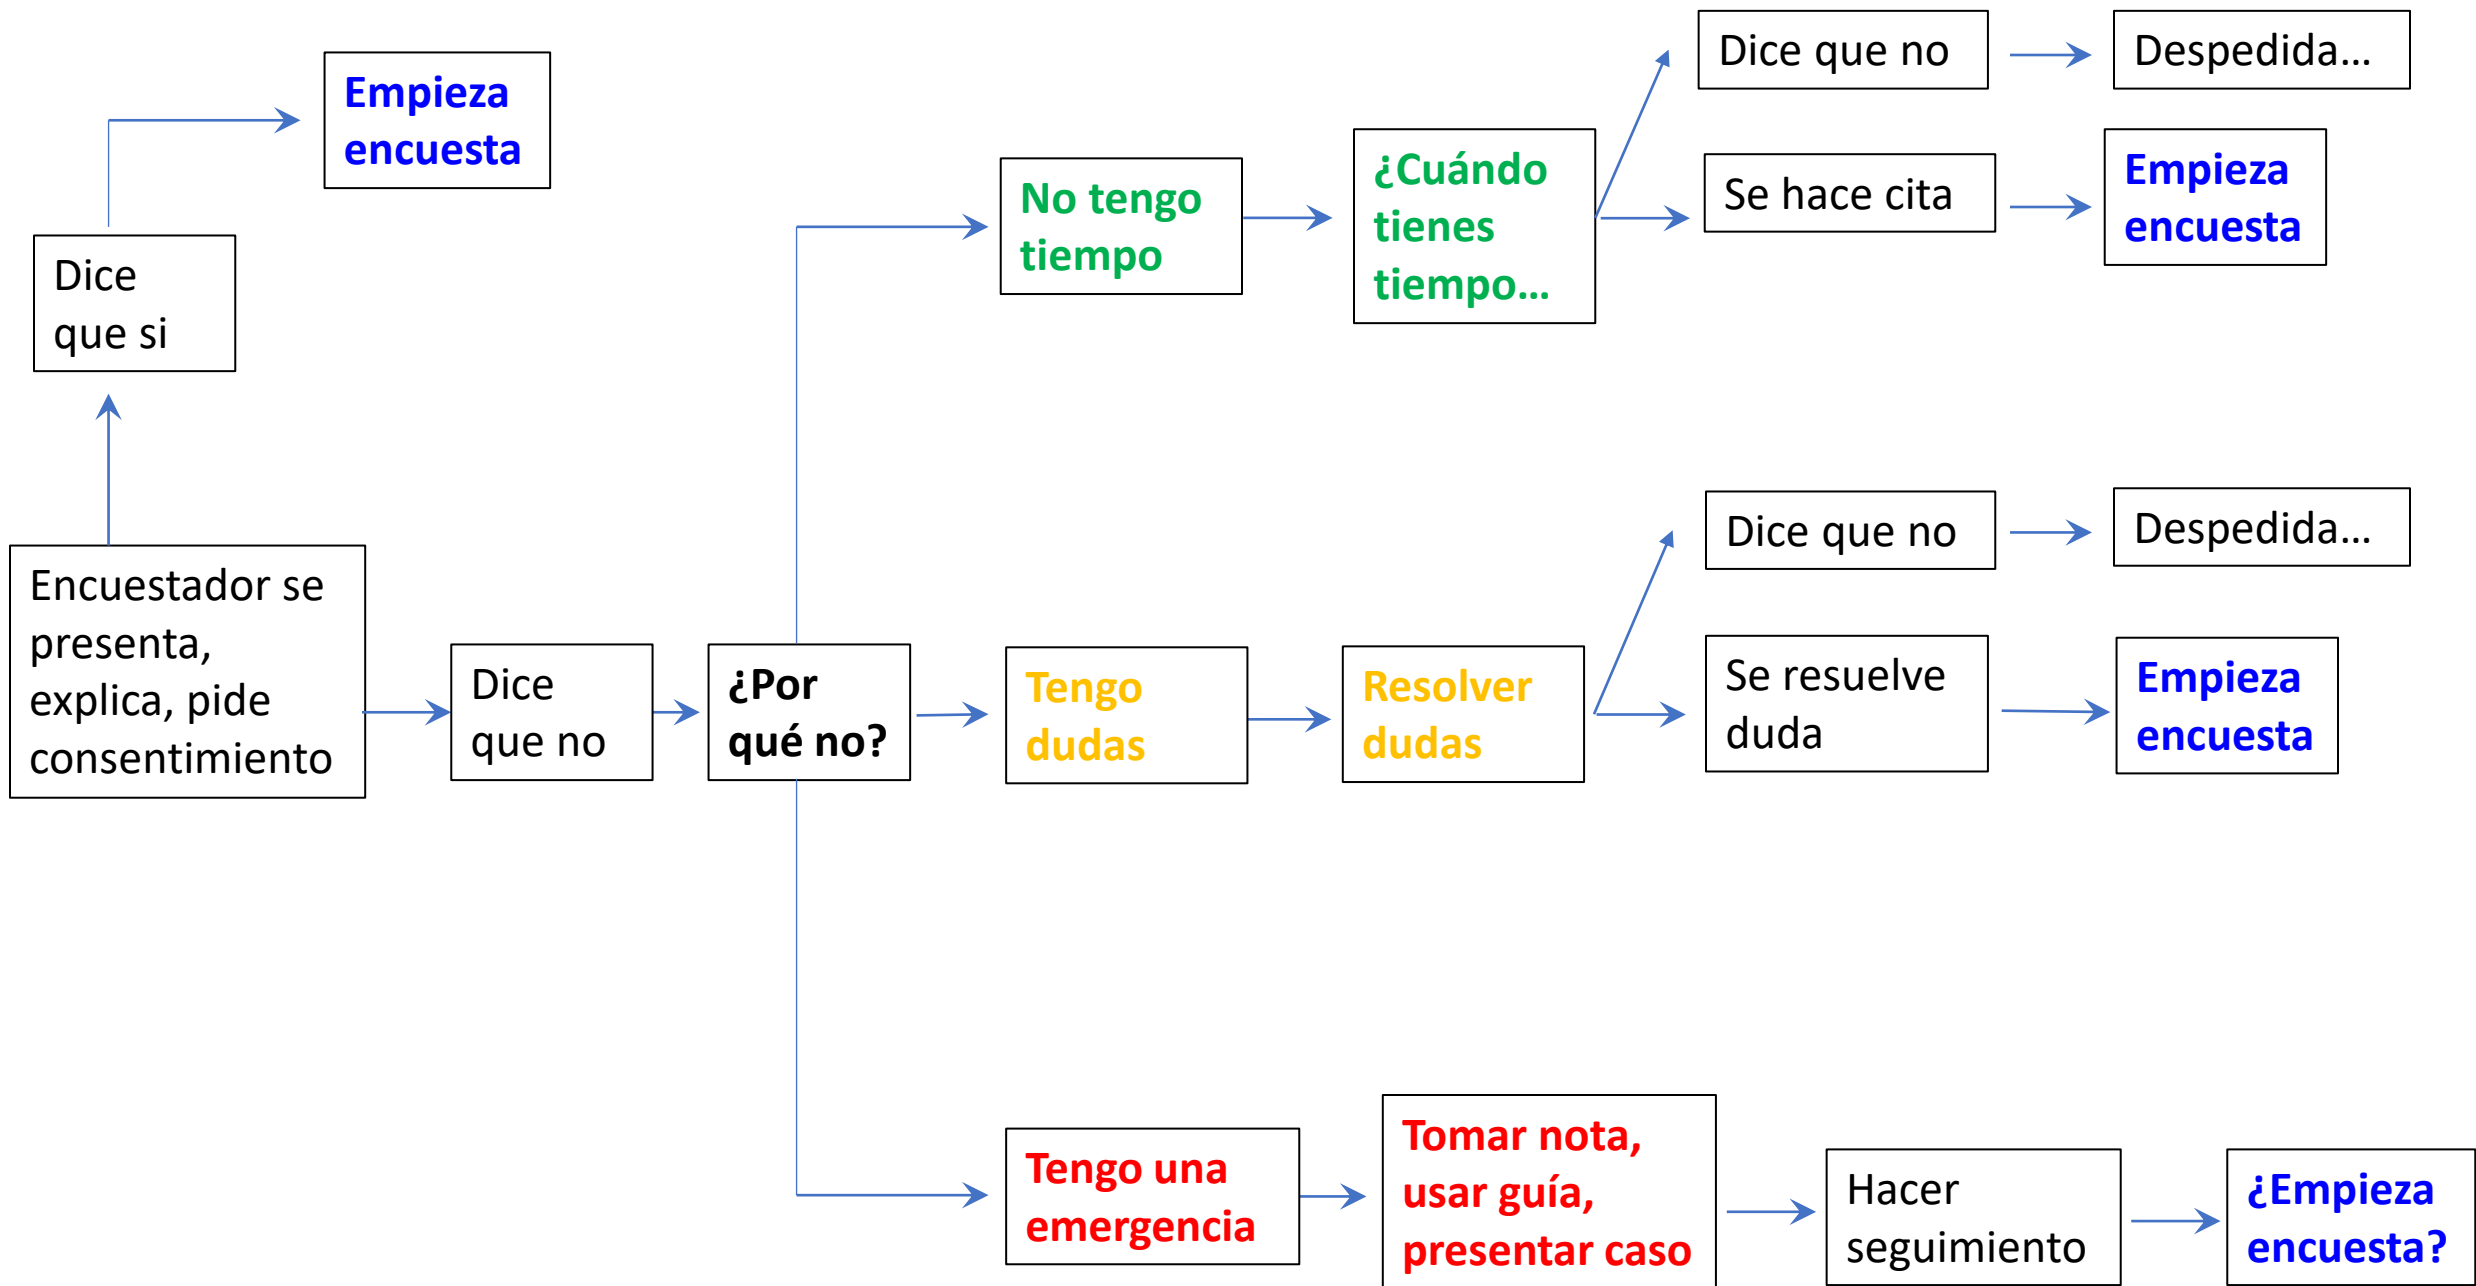 Empieza
encuesta
Dice
que si
Encuestador se
presenta,
explica, pide
consentimiento
Dice
que no
¿Por
qué no?
No tengo
tiempo
¿Cuándo
tienes
tiempo...
Dice que no
Despedida...
Se hace cita
Empieza
encuesta
Tengo
dudas
Resolver
dudas
Dice que no
Despedida...
Se resuelve
duda
Empieza
encuesta
Tengo una
emergencia
Tomar nota,
usar guía,
presentar caso
Hacer
seguimiento
¿Empieza
encuesta?